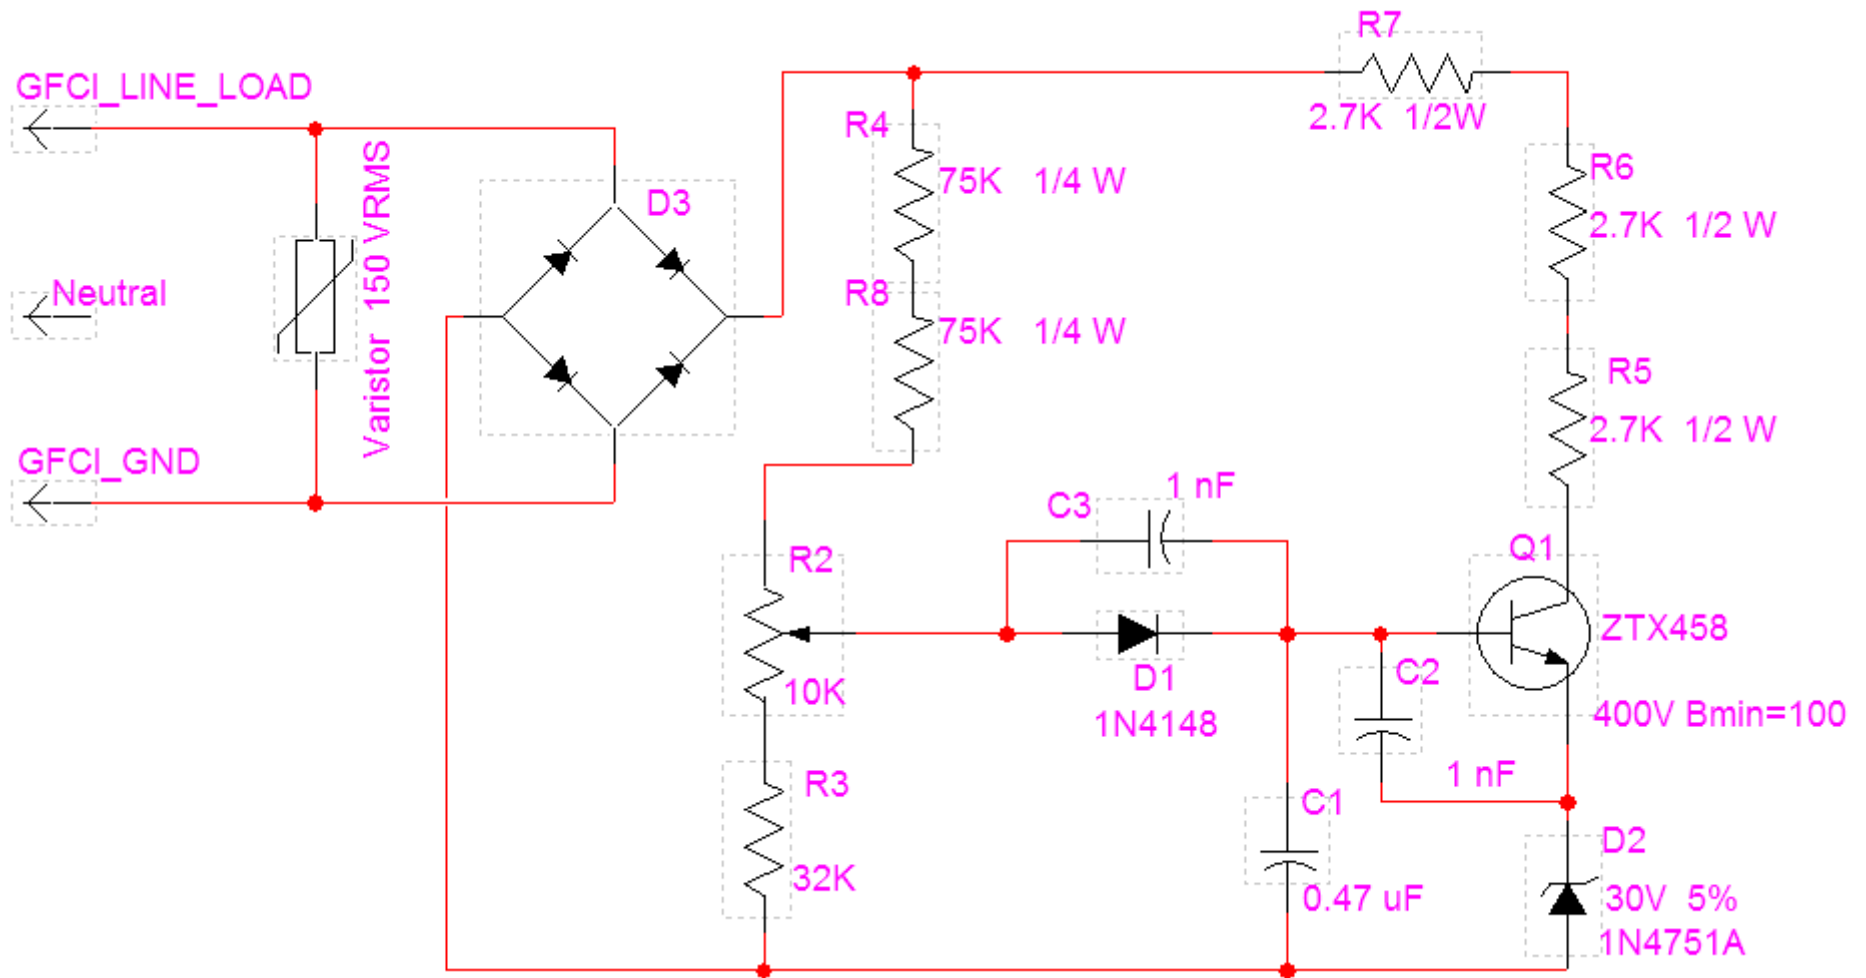 R7
2.7K 1/2W
GFCI_LINE_LOAD
R4
75K 1/4 W
R6
2.7K 1/2 W
D3
Varistor 150 VRMS
Neutral
R8
75K 1/4 W
R5
2.7K 1/2 W
GFCI_GND
C3
1 nF
R2
10K
Q1
ZTX458
400V Bmin=100
D1
1N4148
C2
1 nF
R3
32K
C1
0.47 uF
D2
30V 5%
1N4751A